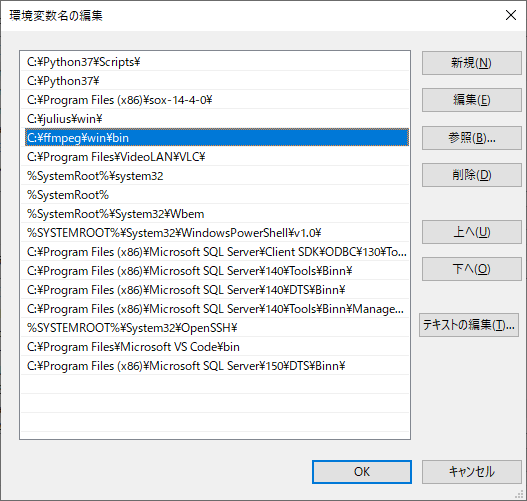 環境変数名の編集
C:¥Python37¥Scripts¥
C:¥Python37¥
C:¥Program Files (x86)¥sox-14-4-0¥
C:¥julius¥win¥
C:¥ffmpeg¥win¥bin
C:¥Program Files¥VideoLAN¥VLC¥
%SystemRoot%¥system32
%SystemRoot%
%SystemRoot%¥System32¥Wbem
%SYSTEMROOT%¥System32¥WindowsPowerShell¥v1.0¥
C:¥Program Files (x86)¥Microsoft SQL Server¥Client SDK¥ODBC¥130¥To...
C:¥Program Files (x86)¥Microsoft SQL Server¥140¥Tools¥Binn¥
C:¥Program Files (x86)¥Microsoft SQL Server¥140¥DTS¥Binn¥
C:¥Program Files (x86)¥Microsoft SQL Server¥140¥Tools¥Binn¥Manage...
%SYSTEMROOT%¥System32¥OpenSSH¥
C:¥Program Files¥Microsoft VS Code¥bin
C:¥Program Files (x86)¥Microsoft SQL Server¥150¥DTS¥Binn¥
新規(N)
編集(E)
参照(B)...
削除(D)
上へ(U)
下へ(O)
テキストの編集(T)...
OK
キャンセル